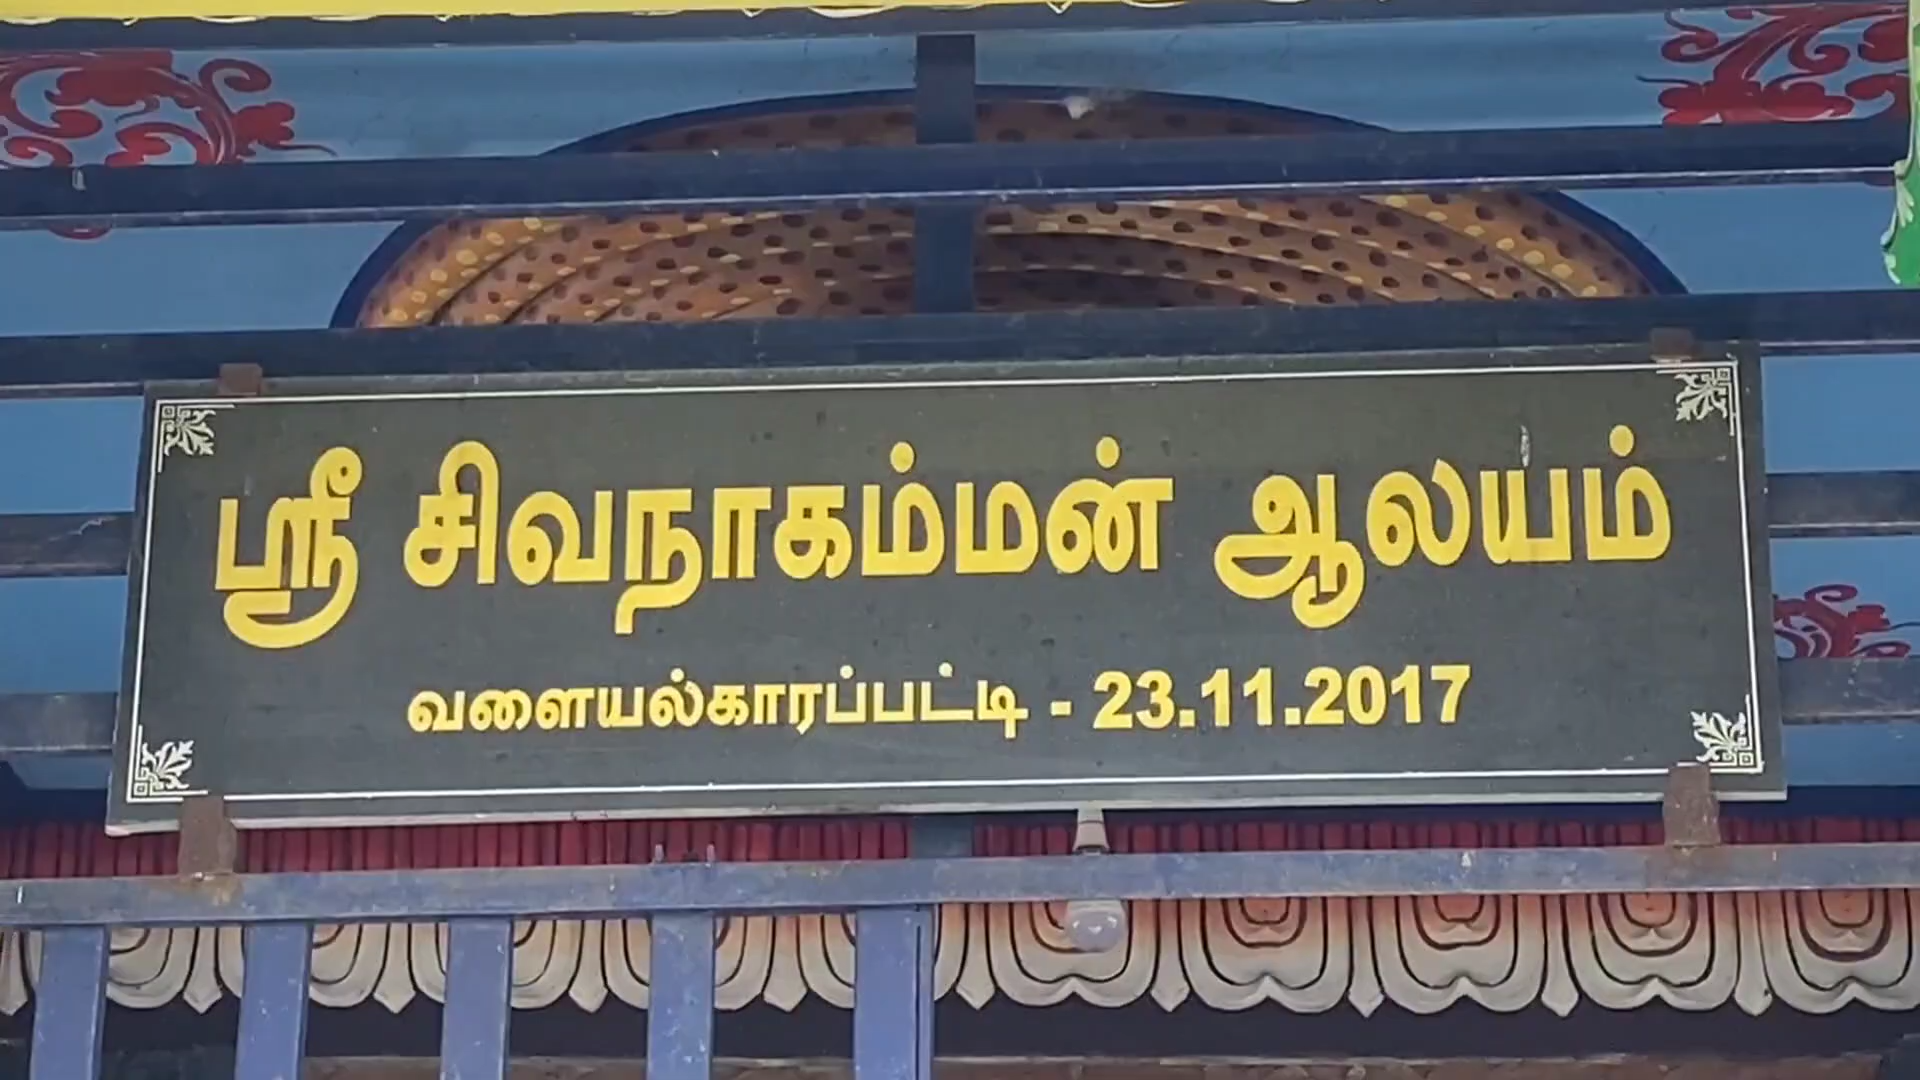 ஸ்ரீ சிவநாகம்மன் ஆலயம்
வளையல்காரப்பட்டி - 23.11.2017